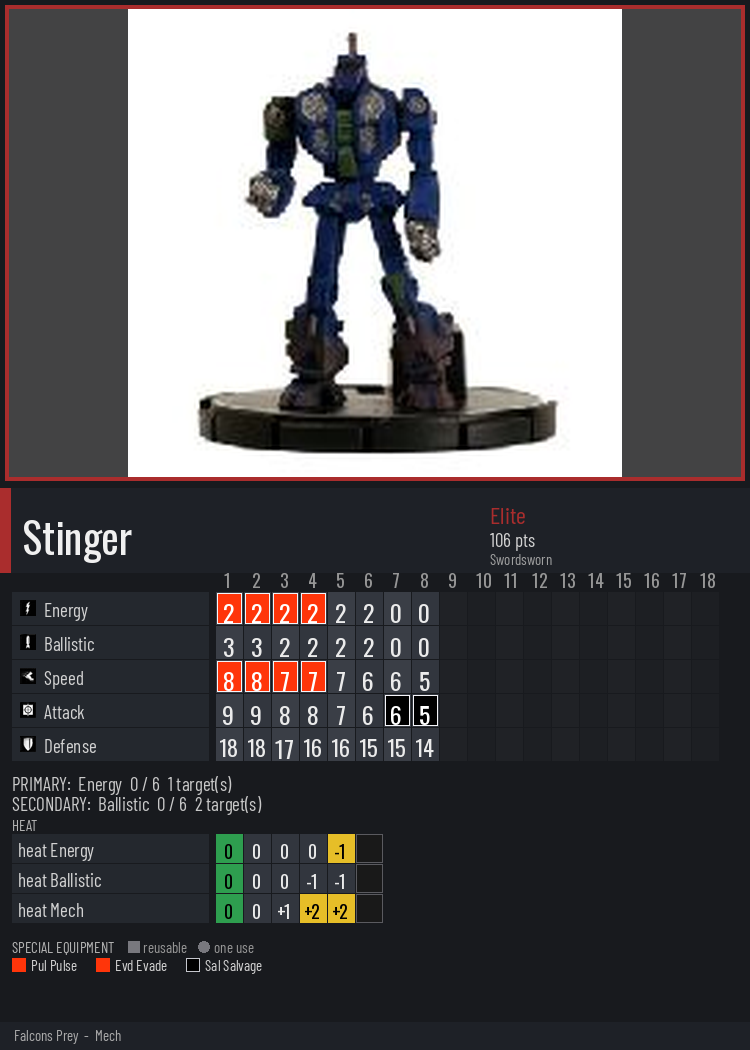 Stinger
Elite
106 pts
Swordsworn
1 2 3 4 5 6 7 8 9 10 11 12 13 14 15 16 17 18
Energy 2 2 2 2 2 2 0 0
Ballistic 3 3 2 2 2 2 0 0
Speed 8 8 7 7 7 6 6 5
Attack 9 9 8 8 7 6 6 5
Defense 18 18 17 16 16 15 15 14
PRIMARY: Energy 0 / 6 1 target(s)
SECONDARY: Ballistic 0 / 6 2 target(s)
HEAT
heat Energy 0 0 0 0 -1
heat Ballistic 0 0 0 -1 -1
heat Mech 0 0 +1 +2 +2
SPECIAL EQUIPMENT reusable one use
Pul Pulse Evd Evade Sal Salvage
Falcons Prey - Mech